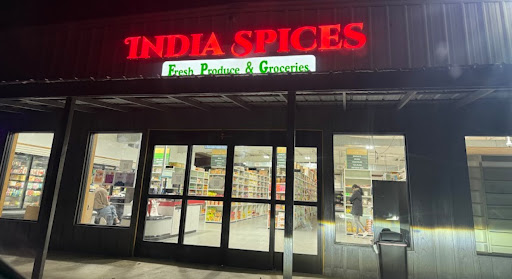 INDIA SPICES
Fresh Produce & Groceries